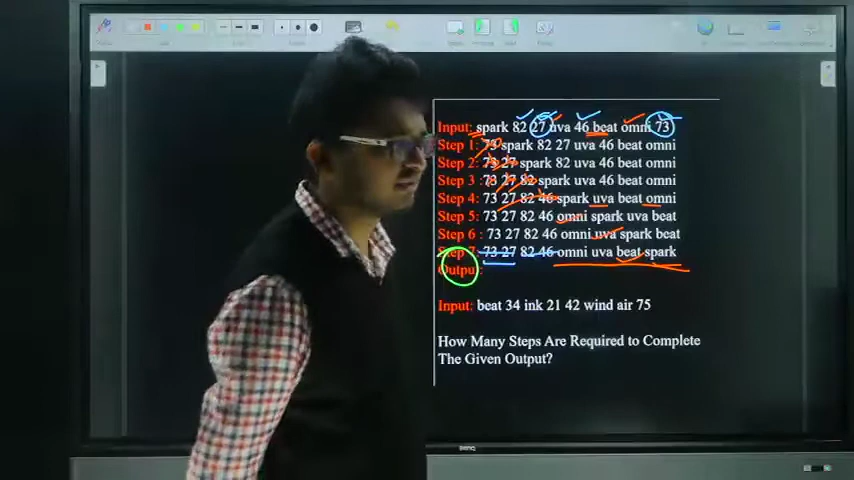 Input: spark 82 27 uva 46 beat omni 73
Step 1: 73 spark 82 27 uva 46 beat omni
Step 2: 73 27 spark 82 uva 46 beat omni
Step 3 : 73 27 82 spark uva 46 beat omni
Step 4: 73 27 82 46 spark uva beat omni
Step 5: 73 27 82 46 omni spark uva beat
Step 6 : 73 27 82 46 omni uva spark beat
Step 7: 73 27 82 46 omni uva beat spark
Output:
Input: beat 34 ink 21 42 wind air 75
How Many Steps Are Required to Complete
The Given Output?